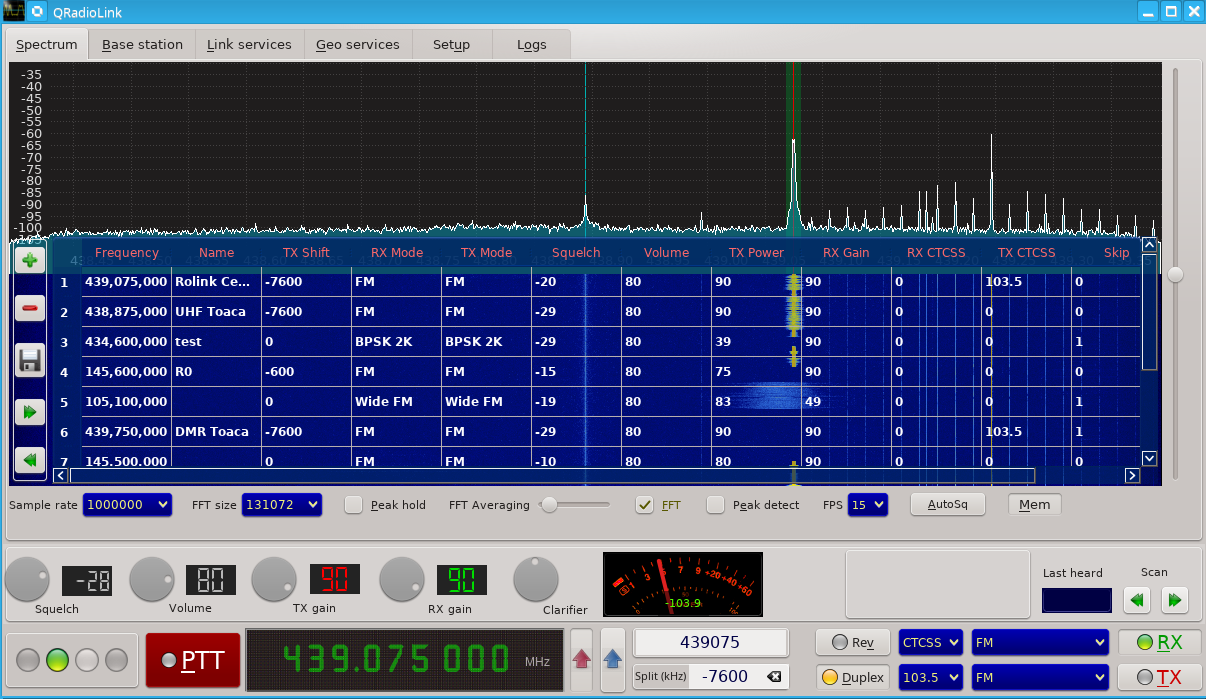 QRadioLink
Spectrum Base station Link services Geo services Setup Logs
-35
-40
-45
-50
-55
-60
-65
-70
-75
-80
-85
-90
-95
-100
Frequency Name TX Shift RX Mode TX Mode Squelch Volume TX Power RX Gain RX CTCSS TX CTCSS Skip
1 439,075,000 Rolink Ce... -7600 FM FM -20 80 90 90 0 103.5 0
2 438,875,000 UHF Toaca -7600 FM FM -29 80 90 90 0 0 0
3 434,600,000 test 0 BPSK 2K BPSK 2K -29 80 39 90 0 0 1
4 145,600,000 R0 -600 FM FM -15 80 75 90 0 0 0
5 105,100,000 0 Wide FM Wide FM -19 80 83 49 0 0 1
6 439,750,000 DMR Toaca -7600 FM FM -29 80 90 90 0 103.5 1
7 145,500,000 0 FM FM -10 80 80 90 0 0 0
Sample rate 1000000 FFT size 131072 Peak hold FFT Averaging FFT Peak detect FPS 15 AutoSq Mem
-28 80 90 90
Squelch Volume TX gain RX gain Clarifier
1 3 5 7 9 +20 +40 +60
0 100
-103.9
Last heard Scan
PTT 439.075 000 MHz 439075 Rev CTCSS FM RX
Split (kHz) -7600 Duplex 103.5 FM TX